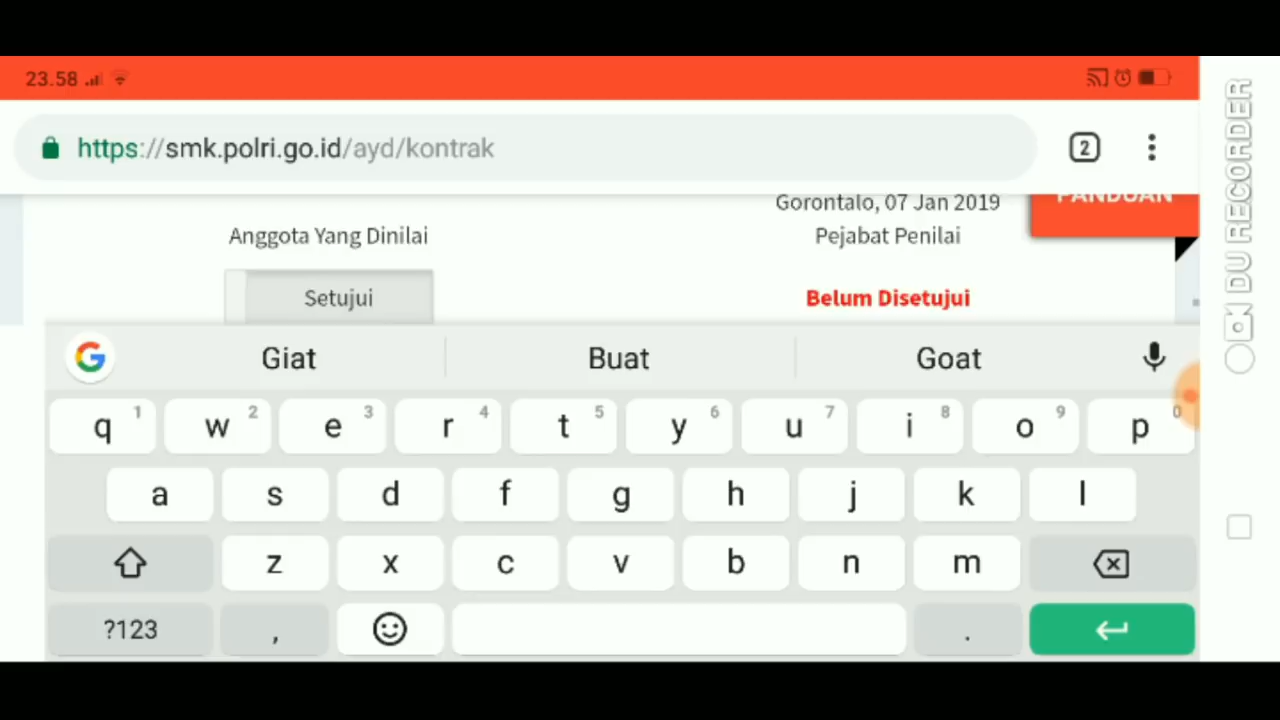 23.58
https://smk.polri.go.id/ayd/kontrak
2
Gorontalo, 07 Jan 2019
PANDUAN
Anggota Yang Dinilai
Pejabat Penilai
Setujui
Belum Disetujui
G
Giat
Buat
Goat
q 1 w 2 e 3 r 4 t 5 y 6 u 7 i 8 o 9 p 0
a s d f g h j k l
z x c v b n m
?123 , .
DU RECORDER